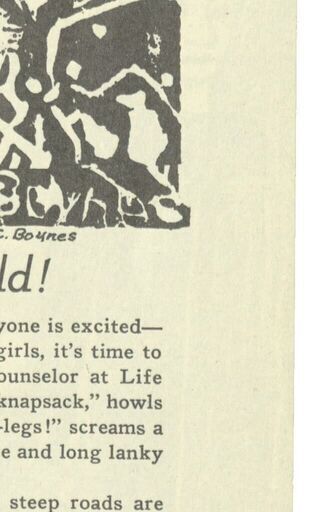 C. Boynes
ld!
yone is excited—
girls, it's time to
ounselor at Life
knapsack," howls
-legs!" screams a
e and long lanky
steep roads are